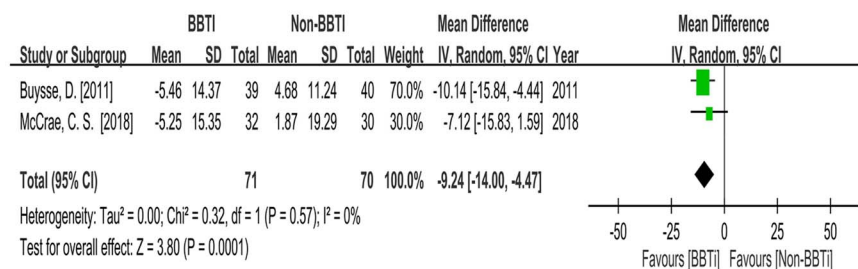 BBTI Non-BBTI Mean Difference Mean Difference
Study or Subgroup Mean SD Total Mean SD Total Weight IV, Random, 95% CI Year IV, Random, 95% CI
Buysse, D. [2011] -5.46 14.37 39 4.68 11.24 40 70.0% -10.14 [-15.84, -4.44] 2011
McCrae, C. S. [2018] -5.25 15.35 32 1.87 19.29 30 30.0% -7.12 [-15.83, 1.59] 2018
Total (95% CI) 71 70 100.0% -9.24 [-14.00, -4.47]
Heterogeneity: Tau² = 0.00; Chi² = 0.32, df = 1 (P = 0.57); I² = 0%
Test for overall effect: Z = 3.80 (P = 0.0001)
-50 -25 0 25 50
Favours [BBTi] Favours [Non-BBTi]